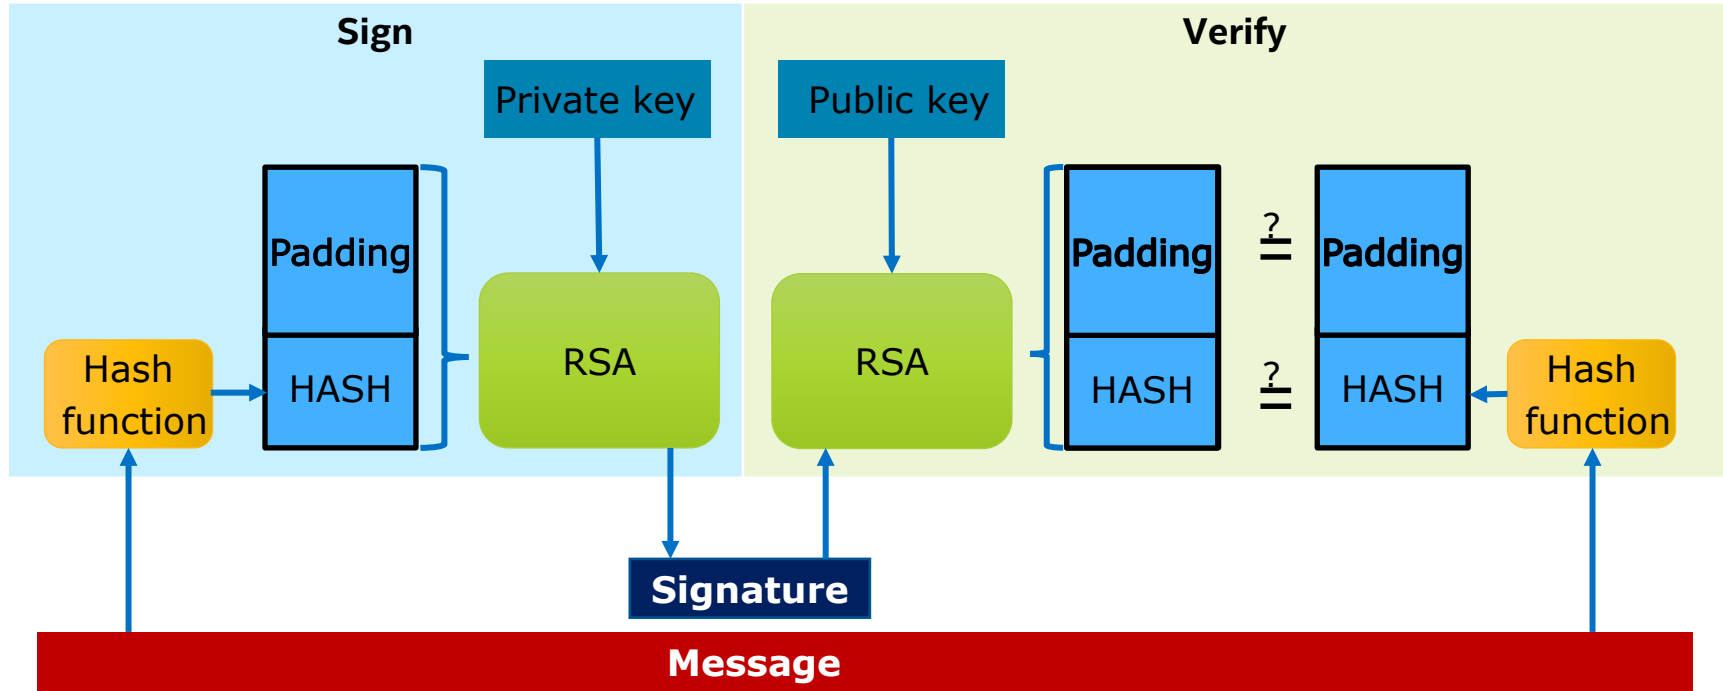 Sign
Verify
Private key
Public key
Padding
Padding
?
=
Padding
Hash
function
HASH
RSA
RSA
HASH
?
=
HASH
Hash
function
Signature
Message